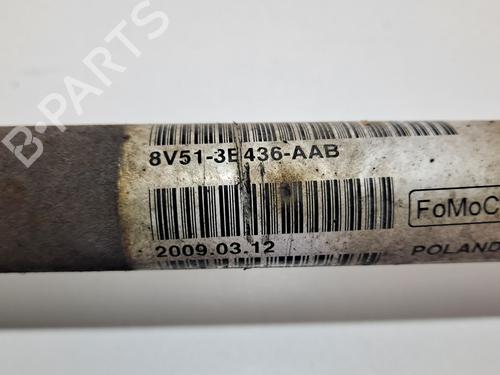 8V51-3B436-AAB
FoMoC
2009.03.12
POLAND
B-PARTS